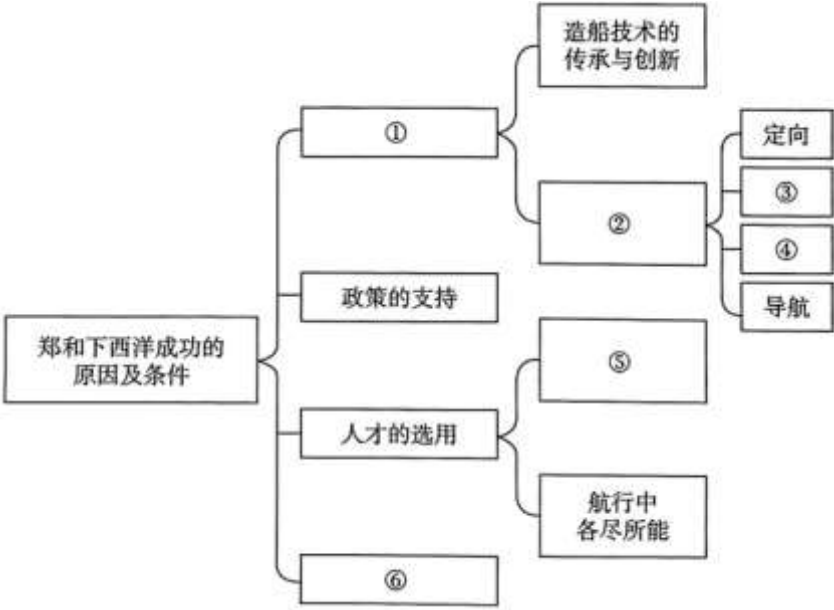 造船技术的
传承与创新
①
定向
③
②
④
政策的支持
导航
郑和下西洋成功的
原因及条件
⑤
人才的选用
航行中
各尽所能
⑥